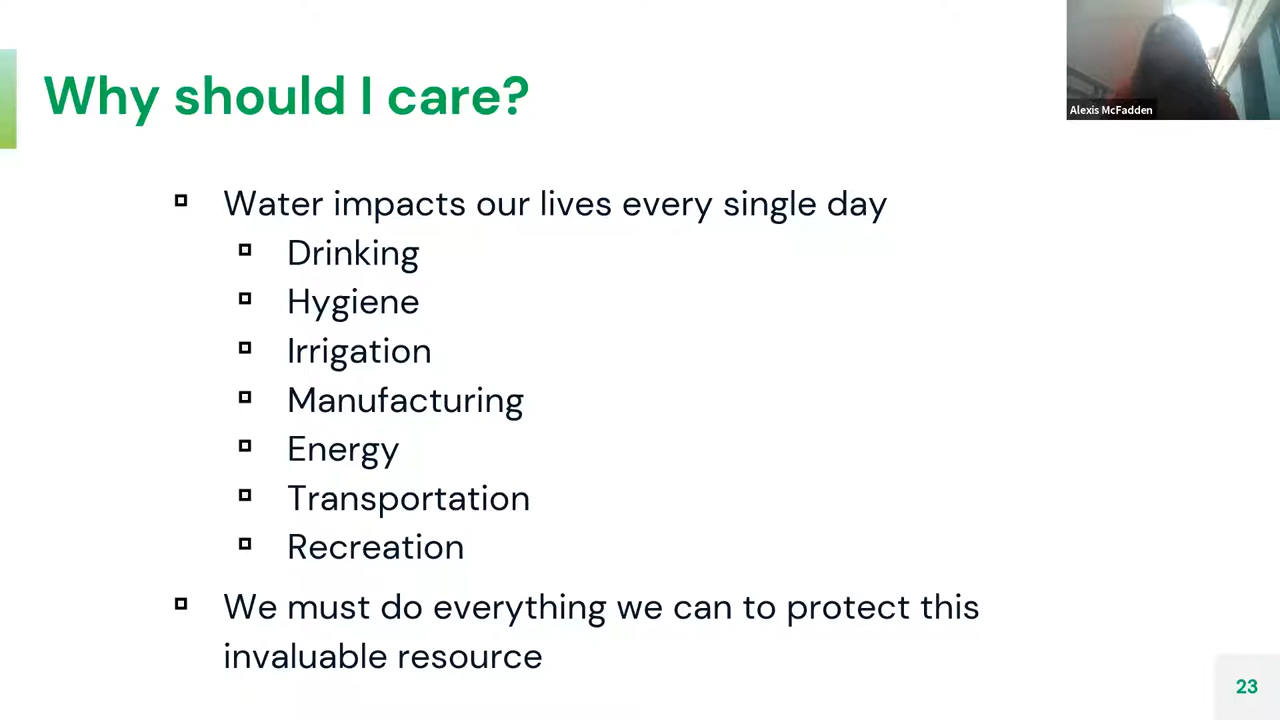 Why should I care?
Alexis McFadden
Water impacts our lives every single day
Drinking
Hygiene
Irrigation
Manufacturing
Energy
Transportation
Recreation
We must do everything we can to protect this
invaluable resource
23